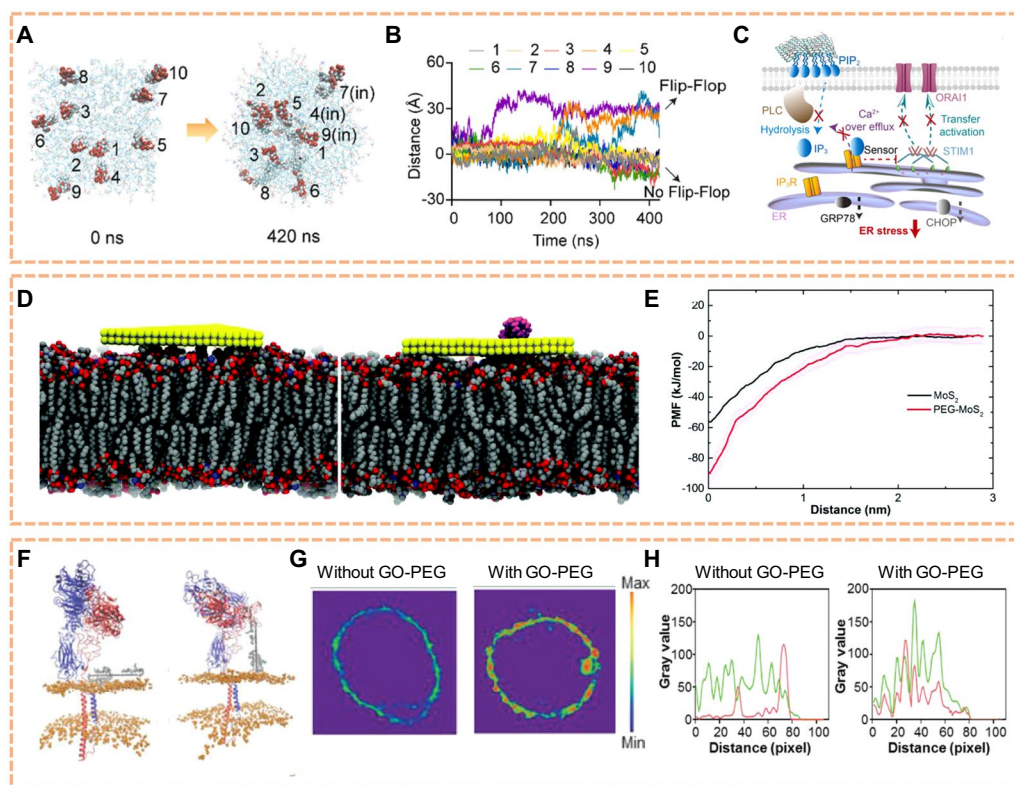 A
8
10
3
7
6
2
1
5
9
4
0 ns
2
5
7(in)
10
4(in)
9(in)
3
1
8
6
420 ns
B
1 2 3 4 5
6 7 8 9 10
Distance (Å)
60
30
0
-30
0 100 200 300 400
Time (ns)
Flip-Flop
No Flip-Flop
C
PIP2
PLC
Hydrolysis
IP3
Ca2+
over efflux
Sensor
ORAI1
Transfer
activation
STIM1
IP3R
ER
GRP78
CHOP
ER stress
D
E
PMF (kJ/mol)
0
-20
-40
-60
-80
-100
0 1 2 3
Distance (nm)
MoS2
PEG-MoS2
F
G
Without GO-PEG
With GO-PEG
Max
Min
H
Without GO-PEG
Gray value
200
150
100
50
0
0 20 40 60 80 100
Distance (pixel)
With GO-PEG
Gray value
200
150
100
50
0
0 20 40 60 80 100
Distance (pixel)